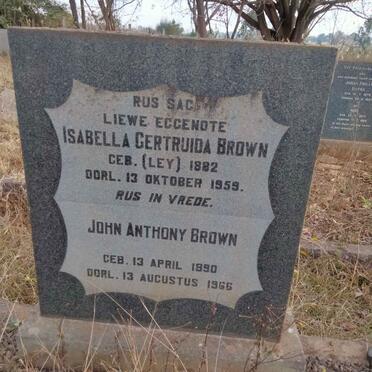 RUS SAG
LIEWE EGGENOTE
ISABELLA GERTRUIDA BROWN
GEB. (LEY) 1882
OORL. 13 OKTOBER 1959.
RUS IN VREDE.
JOHN ANTHONY BROWN
GEB. 13 APRIL 1890
OORL. 13 AUGUSTUS 1966